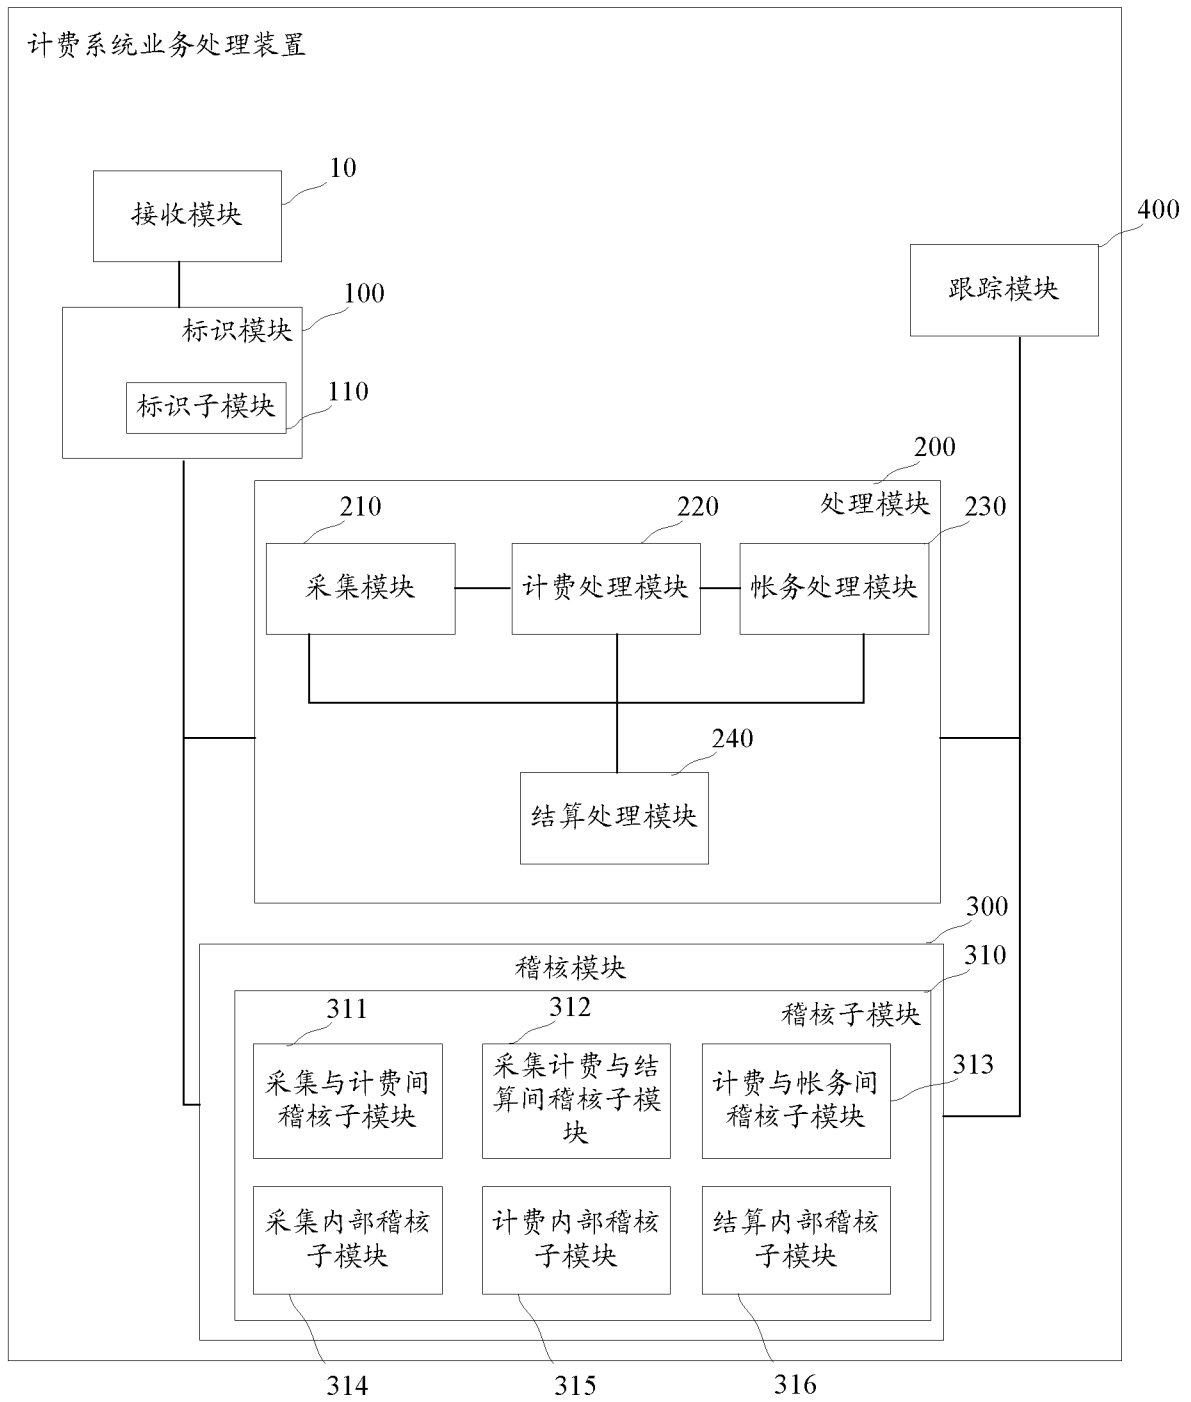 计费系统业务处理装置
10
接收模块
400
跟踪模块
100
标识模块
110
标识子模块
200
处理模块
210
220
230
采集模块
计费处理模块
帐务处理模块
240
结算处理模块
300
稽核模块
310
稽核子模块
311
312
313
采集与计费间
稽核子模块
采集计费与结
算间稽核子模
块
计费与帐务间
稽核子模块
采集内部稽核
子模块
计费内部稽核
子模块
结算内部稽核
子模块
314
315
316